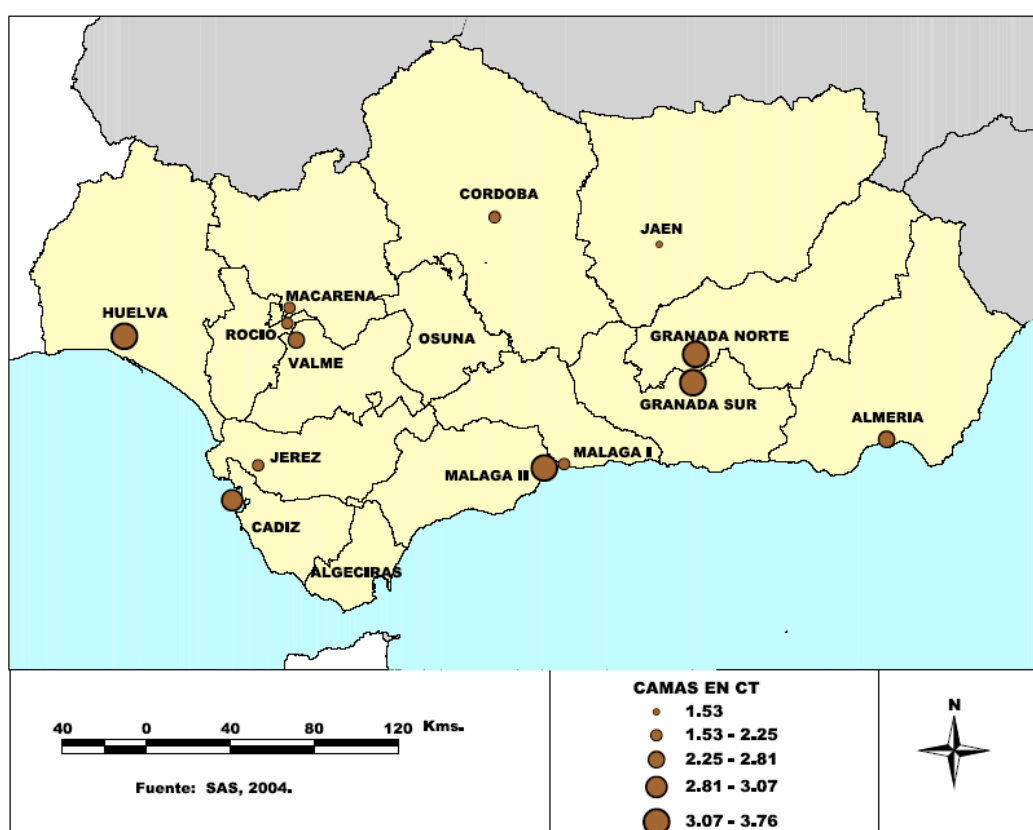 CORDOBA
JAEN
MACARENA
HUELVA
ROCIO
OSUNA
GRANADA NORTE
VALME
GRANADA SUR
ALMERIA
JEREZ
MALAGA I
MALAGA II
CADIZ
ALGECIRAS
CAMAS EN CT
1.53
1.53 - 2.25
2.25 - 2.81
2.81 - 3.07
3.07 - 3.76
40 0 40 80 120 Kms.
Fuente: SAS, 2004.
N